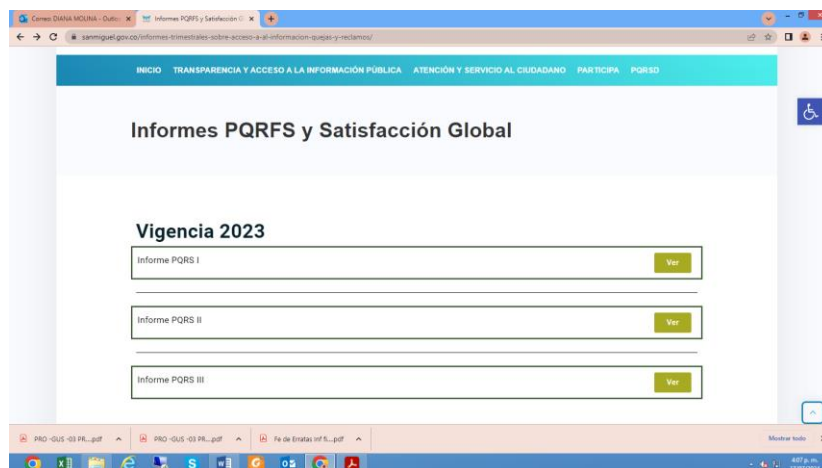 Correo: DIANA MOLINA - Outlo
Informes PQRFS y Satisfacción G
sanmiguel.gov.co/informes-trimestrales-sobre-acceso-a-al-informacion-quejas-y-reclamos/
INICIO TRANSPARENCIA Y ACCESO A LA INFORMACIÓN PÚBLICA ATENCIÓN Y SERVICIO AL CIUDADANO PARTICIPA PQRSD
Informes PQRFS y Satisfacción Global
Vigencia 2023
Informe PQRS I Ver
Informe PQRS II Ver
Informe PQRS III Ver
PRO -GUS -03 PR....pdf PRO -GUS -03 PR....pdf Fe de Erratas inf fi....pdf Mostrar todo
4:07 p. m.